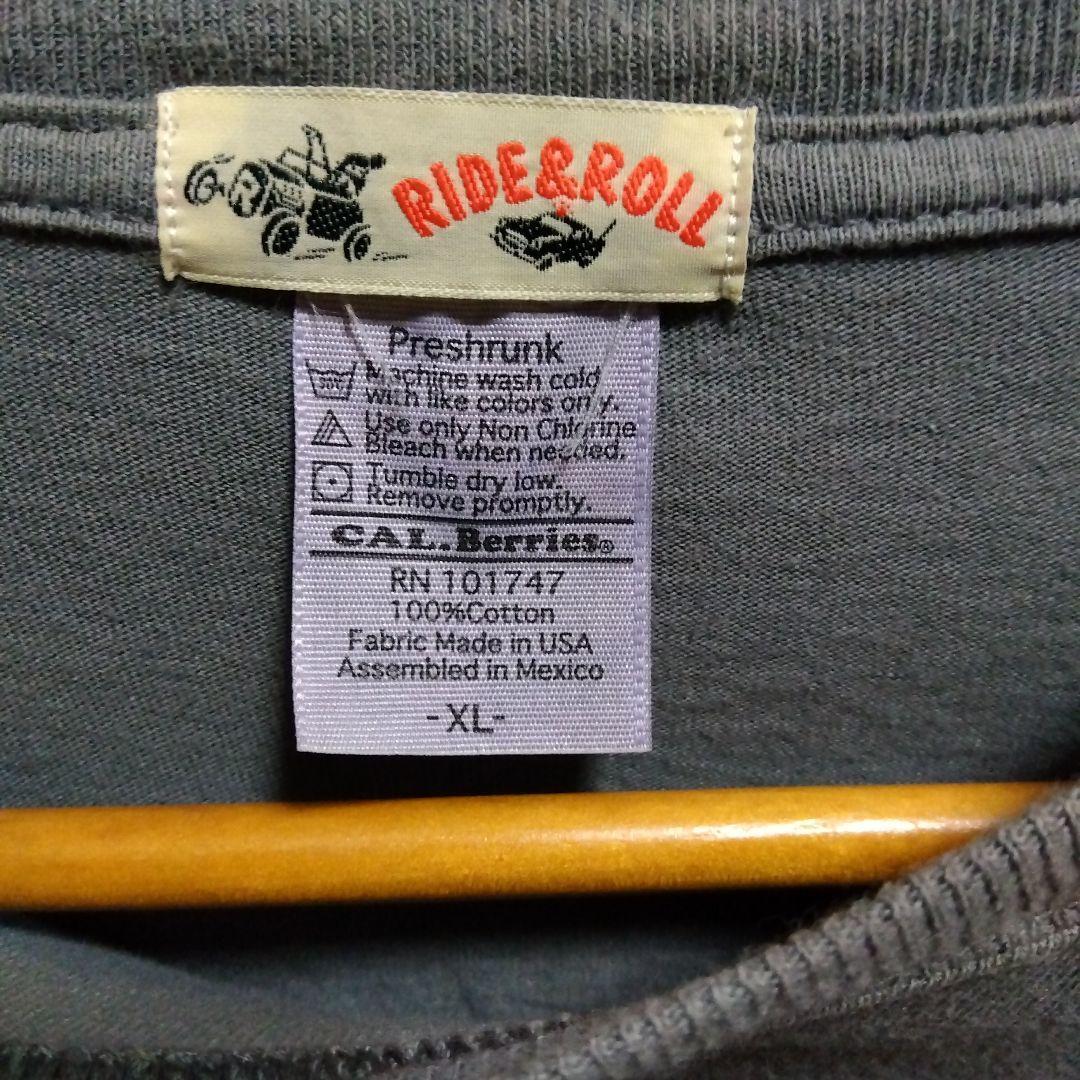 RIDE&ROLL
Preshrunk
Machine wash cold
with like colors only.
Use only Non Chlorine
Bleach when needed.
Tumble dry low.
Remove promptly.
CAL.Berries®
RN 101747
100%Cotton
Fabric Made in USA
Assembled in Mexico
-XL-